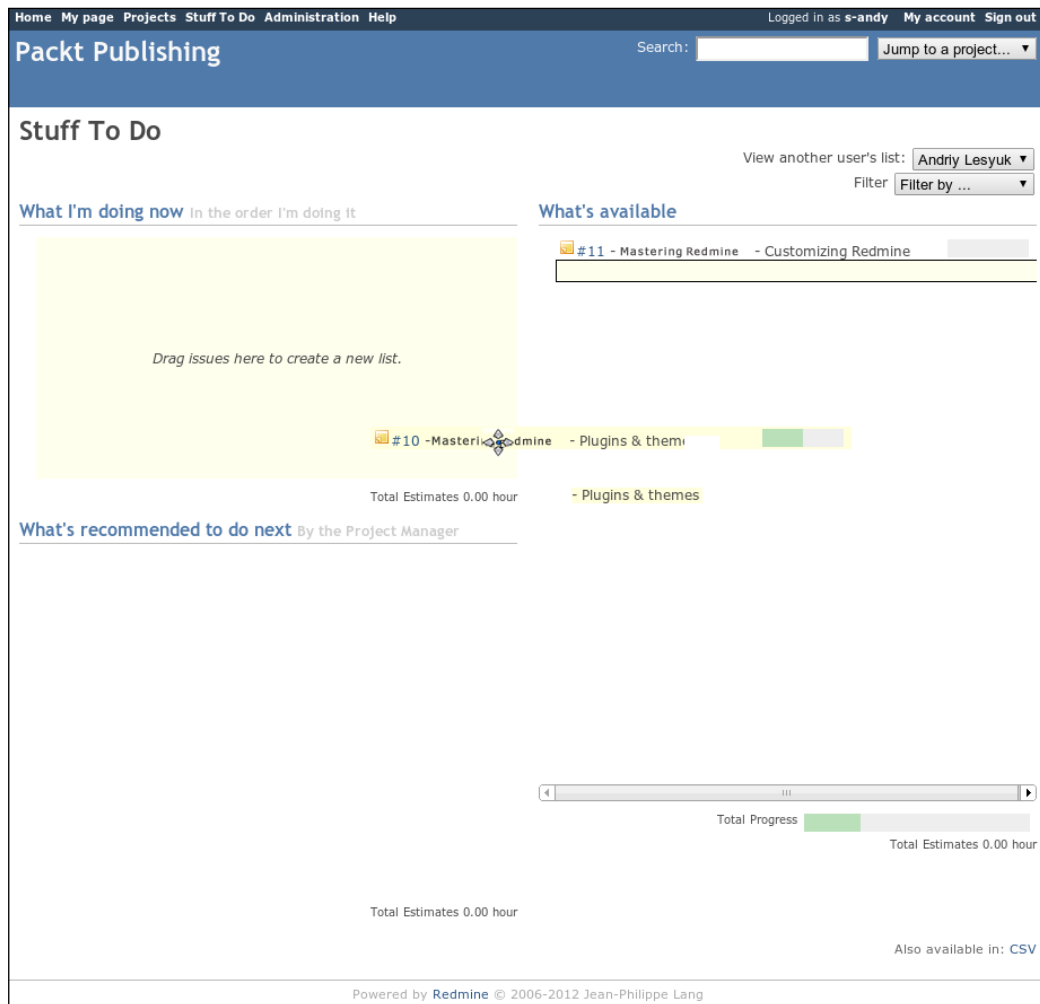 Home My page Projects Stuff To Do Administration Help
Logged in as s-andy My account Sign out
Packt Publishing
Search:
Jump to a project...
Stuff To Do
View another user's list: Andriy Lesyuk
Filter Filter by ...
What I'm doing now In the order I'm doing it
What's available
#11 - Mastering Redmine - Customizing Redmine
Drag issues here to create a new list.
#10 -Masteri dmine - Plugins & them
Total Estimates 0.00 hour
- Plugins & themes
What's recommended to do next By the Project Manager
Total Progress
Total Estimates 0.00 hour
Total Estimates 0.00 hour
Also available in: CSV
Powered by Redmine © 2006-2012 Jean-Philippe Lang